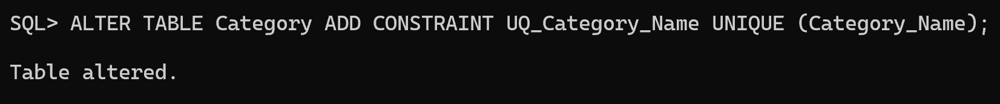 SQL> ALTER TABLE Category ADD CONSTRAINT UQ_Category_Name UNIQUE (Category_Name);
Table altered.